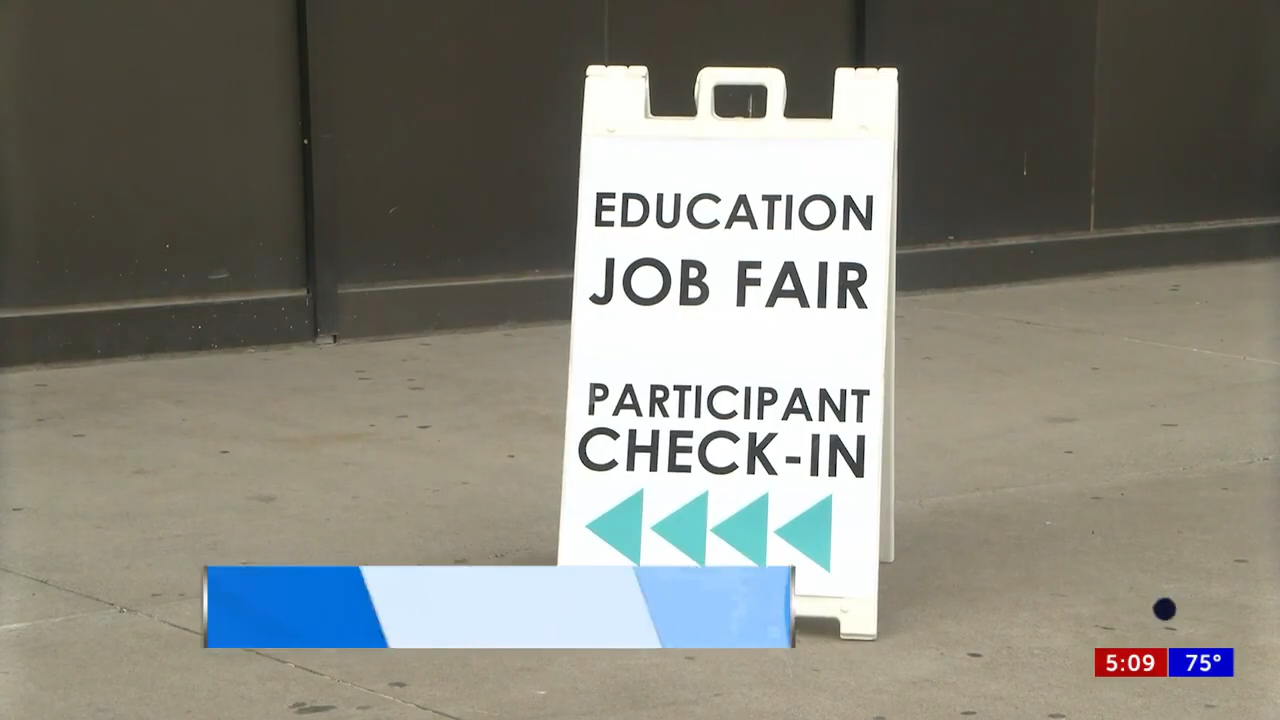 EDUCATION
JOB FAIR
PARTICIPANT
CHECK-IN
5:09 75°